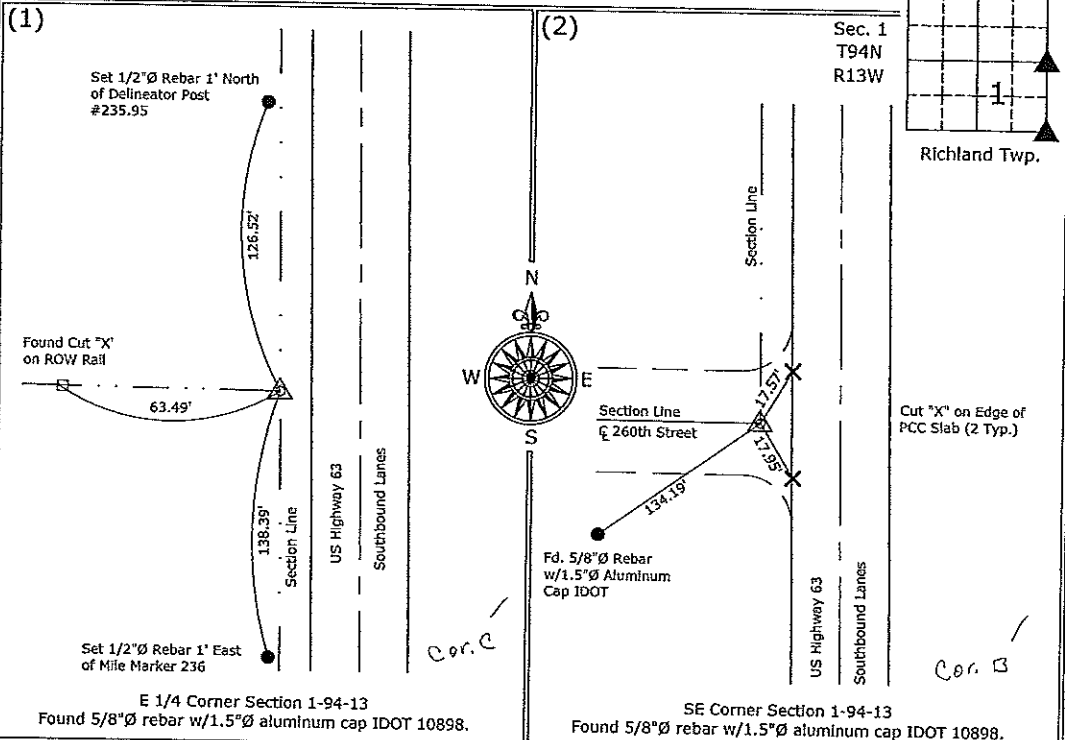 (1)
Set 1/2"Ø Rebar 1' North
of Delineator Post
#235.95
126.52'
Found Cut "X"
on ROW Rail
63.49'
138.39'
Section Line
US Highway 63
Southbound Lanes
Set 1/2"Ø Rebar 1' East
of Mile Marker 236
Cor. C
E 1/4 Corner Section 1-94-13
Found 5/8"Ø rebar w/1.5"Ø aluminum cap IDOT 10898.
N
W
E
S
(2)
Sec. 1
T94N
R13W
1
Richland Twp.
Section Line
17.57'
Section Line
℄ 260th Street
17.95'
Cut "X" on Edge of
PCC Slab (2 Typ.)
134.19'
Fd. 5/8"Ø Rebar
w/1.5"Ø Aluminum
Cap IDOT
US Highway 63
Southbound Lanes
Cor. B
SE Corner Section 1-94-13
Found 5/8"Ø rebar w/1.5"Ø aluminum cap IDOT 10898.